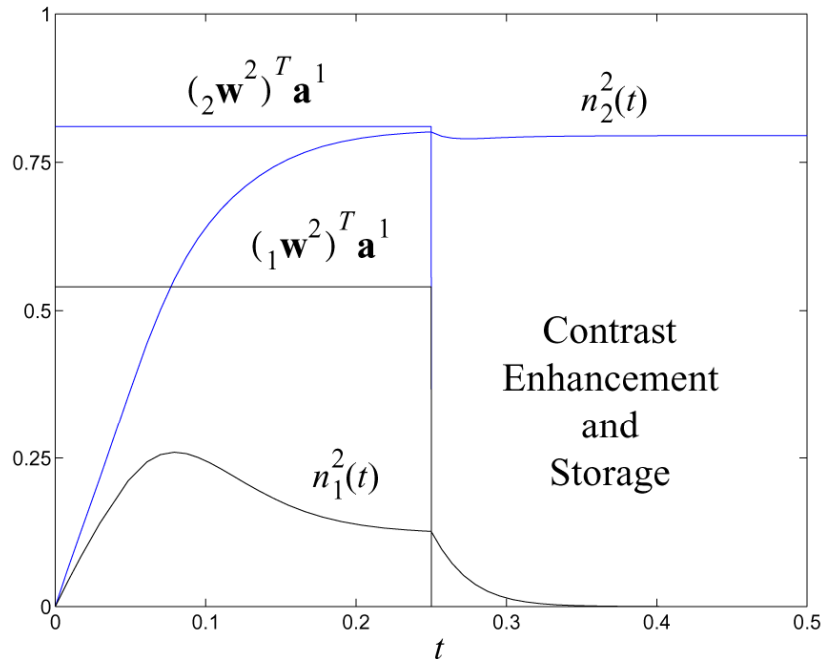 1
(₂𝐰²)ᵀ𝐚¹
n₂²(t)
0.75
(₁𝐰²)ᵀ𝐚¹
0.5
Contrast
Enhancement
and
Storage
0.25
n₁²(t)
0
0 0.1 0.2 0.3 0.4 0.5
t